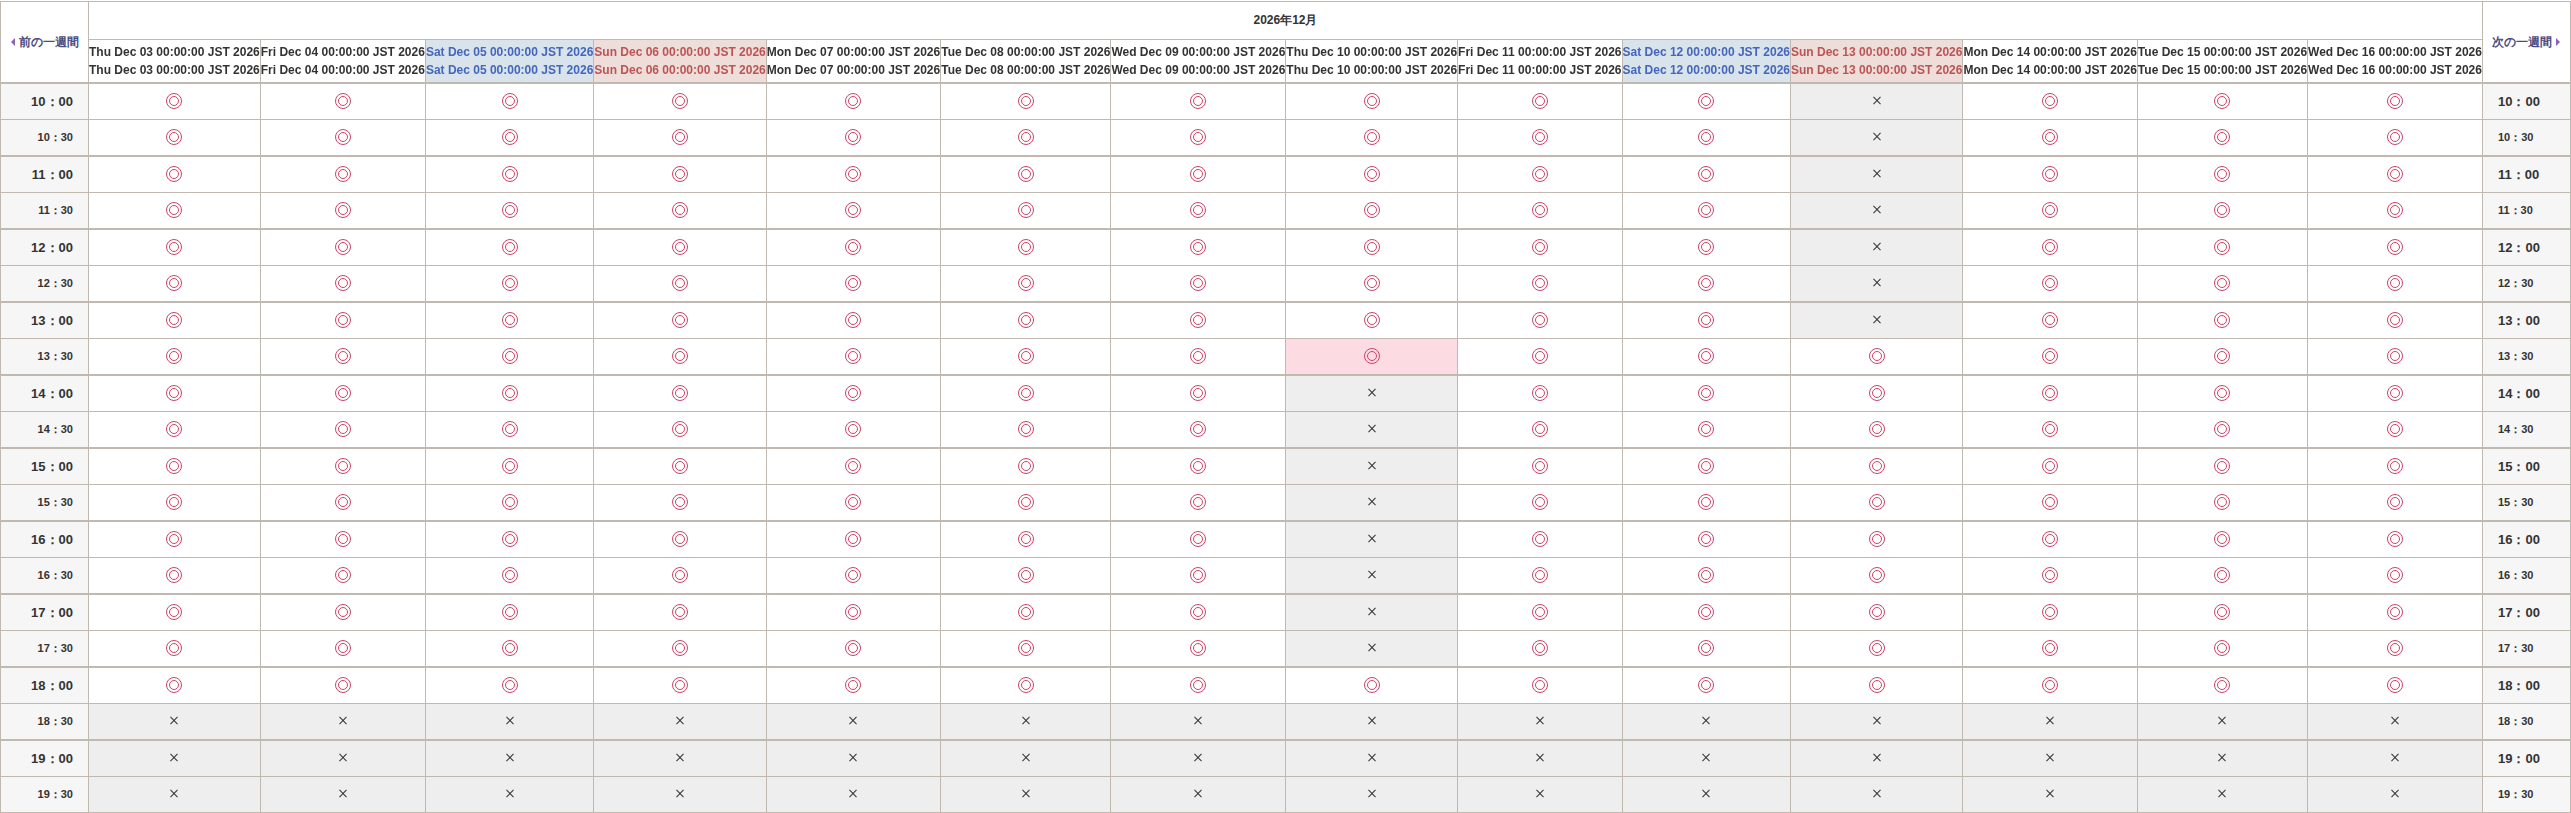 前の一週間 2026年12月 次の一週間
Thu Dec 03 00:00:00 JST 2026 Fri Dec 04 00:00:00 JST 2026 Sat Dec 05 00:00:00 JST 2026 Sun Dec 06 00:00:00 JST 2026 Mon Dec 07 00:00:00 JST 2026 Tue Dec 08 00:00:00 JST 2026 Wed Dec 09 00:00:00 JST 2026 Thu Dec 10 00:00:00 JST 2026 Fri Dec 11 00:00:00 JST 2026 Sat Dec 12 00:00:00 JST 2026 Sun Dec 13 00:00:00 JST 2026 Mon Dec 14 00:00:00 JST 2026 Tue Dec 15 00:00:00 JST 2026 Wed Dec 16 00:00:00 JST 2026
Thu Dec 03 00:00:00 JST 2026 Fri Dec 04 00:00:00 JST 2026 Sat Dec 05 00:00:00 JST 2026 Sun Dec 06 00:00:00 JST 2026 Mon Dec 07 00:00:00 JST 2026 Tue Dec 08 00:00:00 JST 2026 Wed Dec 09 00:00:00 JST 2026 Thu Dec 10 00:00:00 JST 2026 Fri Dec 11 00:00:00 JST 2026 Sat Dec 12 00:00:00 JST 2026 Sun Dec 13 00:00:00 JST 2026 Mon Dec 14 00:00:00 JST 2026 Tue Dec 15 00:00:00 JST 2026 Wed Dec 16 00:00:00 JST 2026
10：00 ◎ ◎ ◎ ◎ ◎ ◎ ◎ ◎ ◎ ◎ × ◎ ◎ ◎ 10：00
10：30 ◎ ◎ ◎ ◎ ◎ ◎ ◎ ◎ ◎ ◎ × ◎ ◎ ◎ 10：30
11：00 ◎ ◎ ◎ ◎ ◎ ◎ ◎ ◎ ◎ ◎ × ◎ ◎ ◎ 11：00
11：30 ◎ ◎ ◎ ◎ ◎ ◎ ◎ ◎ ◎ ◎ × ◎ ◎ ◎ 11：30
12：00 ◎ ◎ ◎ ◎ ◎ ◎ ◎ ◎ ◎ ◎ × ◎ ◎ ◎ 12：00
12：30 ◎ ◎ ◎ ◎ ◎ ◎ ◎ ◎ ◎ ◎ × ◎ ◎ ◎ 12：30
13：00 ◎ ◎ ◎ ◎ ◎ ◎ ◎ ◎ ◎ ◎ × ◎ ◎ ◎ 13：00
13：30 ◎ ◎ ◎ ◎ ◎ ◎ ◎ ◎ ◎ ◎ ◎ ◎ ◎ ◎ 13：30
14：00 ◎ ◎ ◎ ◎ ◎ ◎ ◎ × ◎ ◎ ◎ ◎ ◎ ◎ 14：00
14：30 ◎ ◎ ◎ ◎ ◎ ◎ ◎ × ◎ ◎ ◎ ◎ ◎ ◎ 14：30
15：00 ◎ ◎ ◎ ◎ ◎ ◎ ◎ × ◎ ◎ ◎ ◎ ◎ ◎ 15：00
15：30 ◎ ◎ ◎ ◎ ◎ ◎ ◎ × ◎ ◎ ◎ ◎ ◎ ◎ 15：30
16：00 ◎ ◎ ◎ ◎ ◎ ◎ ◎ × ◎ ◎ ◎ ◎ ◎ ◎ 16：00
16：30 ◎ ◎ ◎ ◎ ◎ ◎ ◎ × ◎ ◎ ◎ ◎ ◎ ◎ 16：30
17：00 ◎ ◎ ◎ ◎ ◎ ◎ ◎ × ◎ ◎ ◎ ◎ ◎ ◎ 17：00
17：30 ◎ ◎ ◎ ◎ ◎ ◎ ◎ × ◎ ◎ ◎ ◎ ◎ ◎ 17：30
18：00 ◎ ◎ ◎ ◎ ◎ ◎ ◎ ◎ ◎ ◎ ◎ ◎ ◎ ◎ 18：00
18：30 × × × × × × × × × × × × × × 18：30
19：00 × × × × × × × × × × × × × × 19：00
19：30 × × × × × × × × × × × × × × 19：30